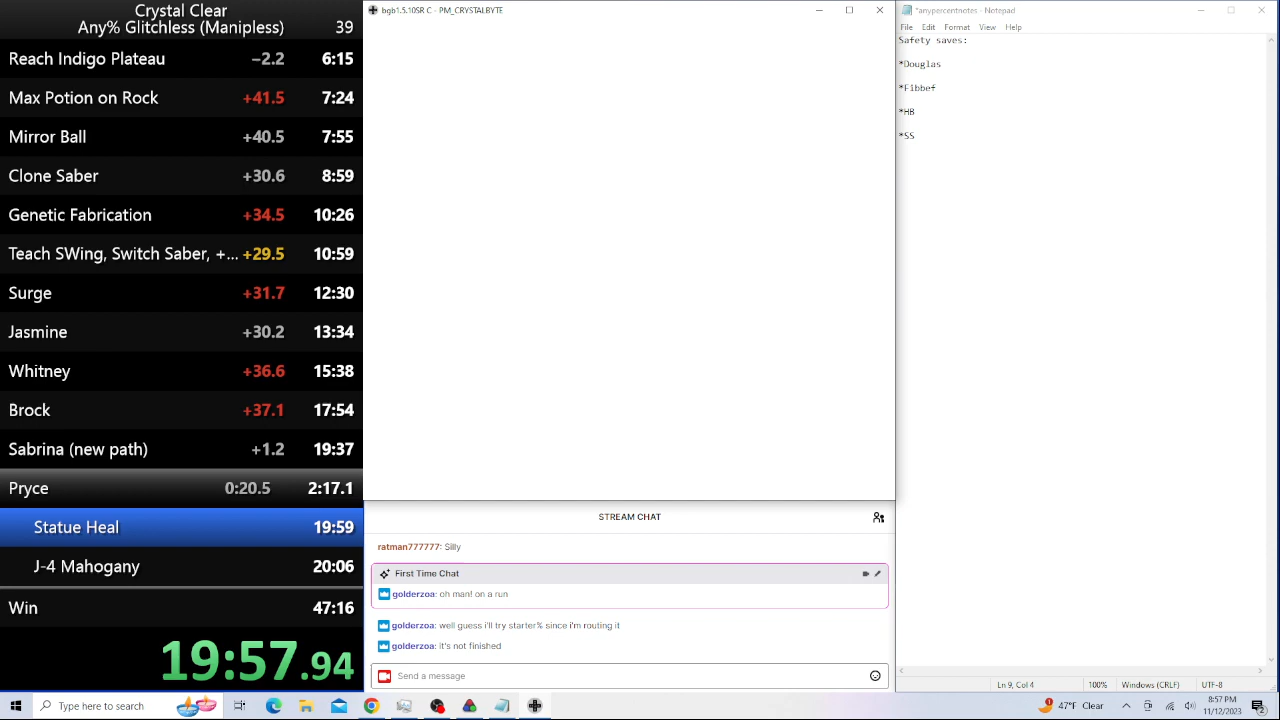 Crystal Clear
Any% Glitchless (Manipless) 39
Reach Indigo Plateau −2.2 6:15
Max Potion on Rock +41.5 7:24
Mirror Ball +40.5 7:55
Clone Saber +30.6 8:59
Genetic Fabrication +34.5 10:26
Teach SWing, Switch Saber, +... +29.5 10:59
Surge +31.7 12:30
Jasmine +30.2 13:34
Whitney +36.6 15:38
Brock +37.1 17:54
Sabrina (new path) +1.2 19:37
Pryce 0:20.5 2:17.1
Statue Heal 19:59
J-4 Mahogany 20:06
Win 47:16
19:57.94
bgb1.5.10SR C - PM_CRYSTALBYTE
STREAM CHAT
ratman777777: Silly
First Time Chat
golderzoa: oh man! on a run
golderzoa: well guess i'll try starter% since i'm routing it
golderzoa: it's not finished
Send a message
*anypercentnotes - Notepad
File Edit Format View Help
Safety saves:
*Douglas
*Fibbef
*HB
*SS
Ln 9, Col 4 100% Windows (CRLF) UTF-8
Type here to search
47°F Clear
8:57 PM
11/12/2023
2